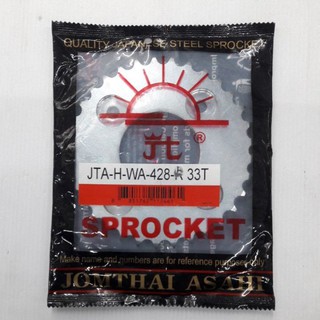 QUALITY JAPANESE STEEL SPROCKET
Jt ®
JTA-H-WA-428-R 33T
SPROCKET
Make name and numbers are for reference purposes only
JOMTHAI ASAHI